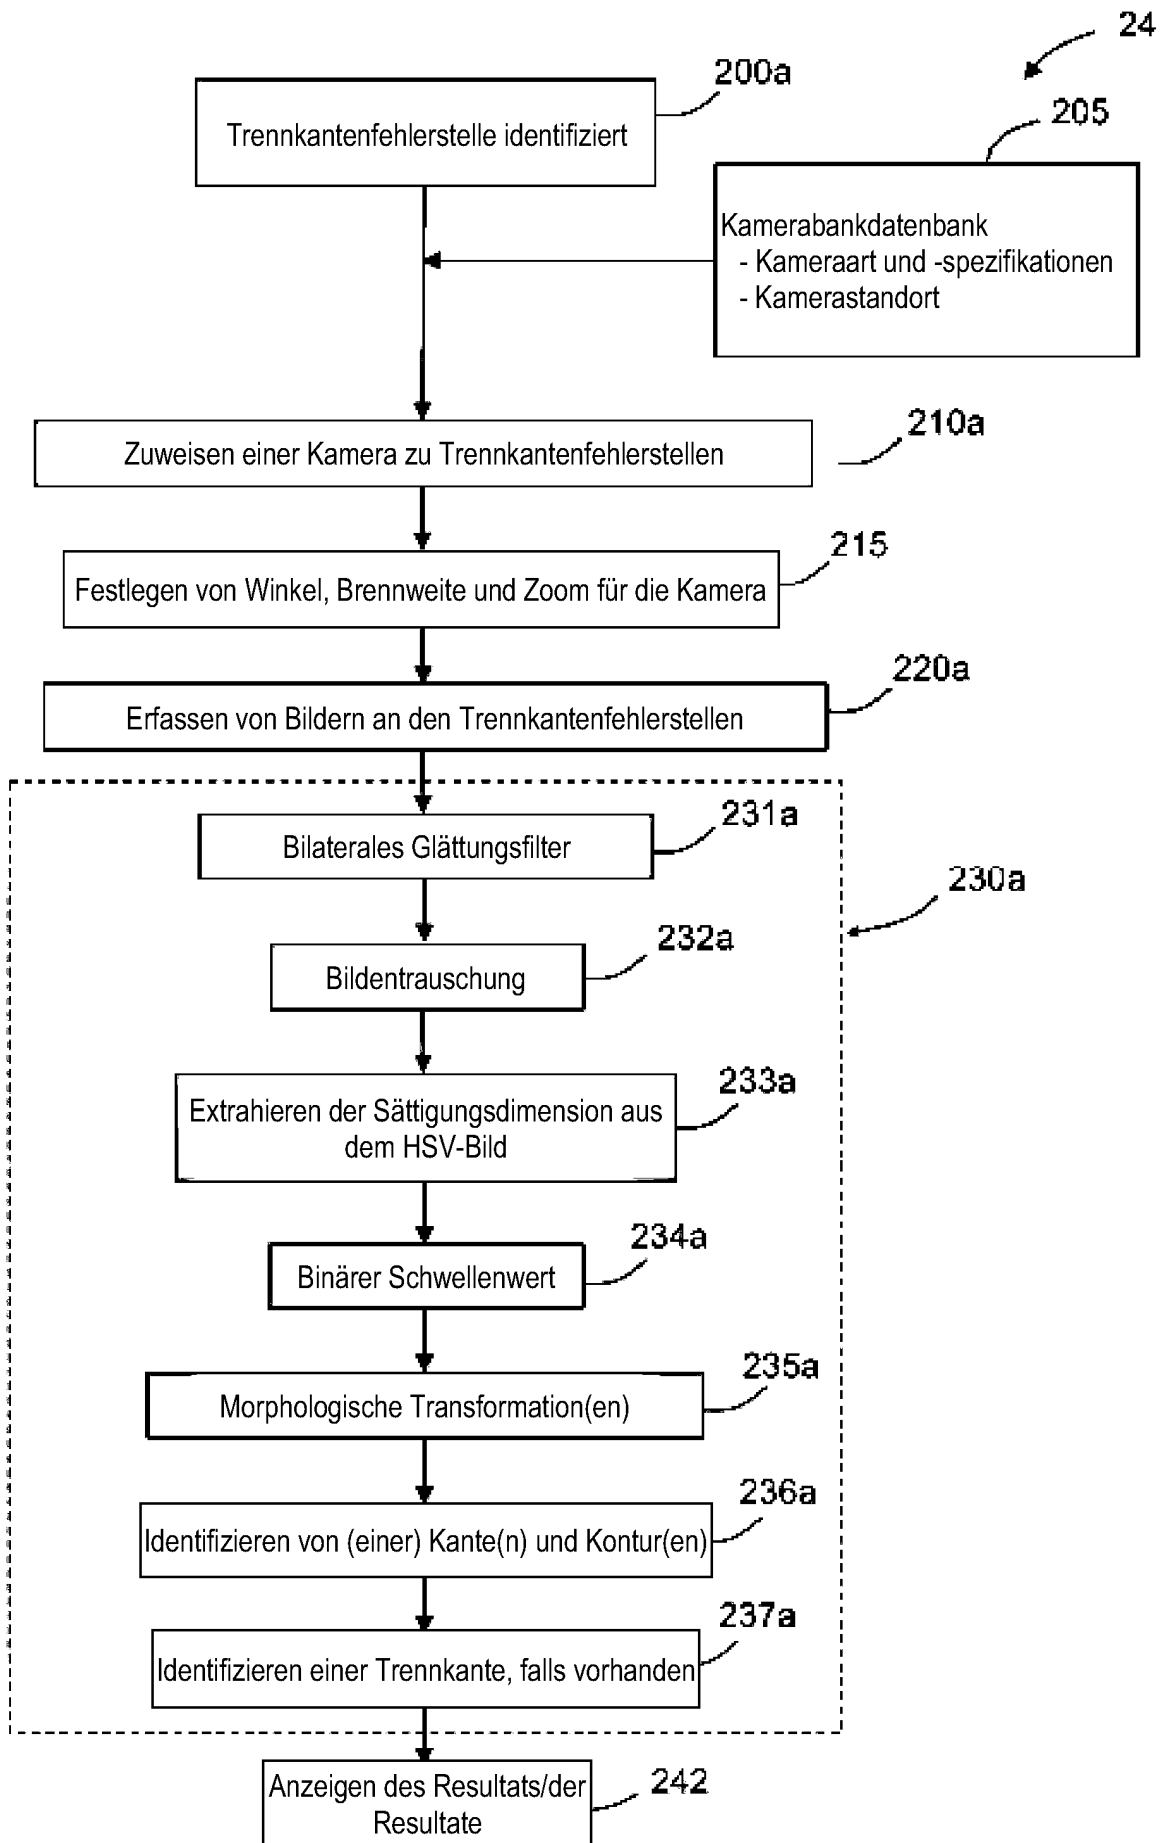 24
200a
Trennkantenfehlerstelle identifiziert
205
Kamerabankdatenbank
- Kameraart und -spezifikationen
- Kamerastandort
210a
Zuweisen einer Kamera zu Trennkantenfehlerstellen
215
Festlegen von Winkel, Brennweite und Zoom für die Kamera
220a
Erfassen von Bildern an den Trennkantenfehlerstellen
231a
Bilaterales Glättungsfilter
230a
232a
Bildentrauschung
233a
Extrahieren der Sättigungsdimension aus
dem HSV-Bild
234a
Binärer Schwellenwert
235a
Morphologische Transformation(en)
236a
Identifizieren von (einer) Kante(n) und Kontur(en)
237a
Identifizieren einer Trennkante, falls vorhanden
242
Anzeigen des Resultats/der
Resultate